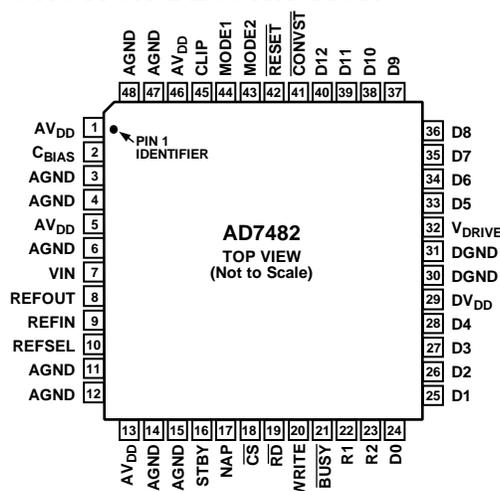 AGND
AGND
AVDD
CLIP
MODE1
MODE2
RESET
CONVST
D12
D11
D10
D9
48 47 46 45 44 43 42 41 40 39 38 37
AVDD 1
CBIAS 2
AGND 3
AGND 4
AVDD 5
AGND 6
VIN 7
REFOUT 8
REFIN 9
REFSEL 10
AGND 11
AGND 12
PIN 1
IDENTIFIER
AD7482
TOP VIEW
(Not to Scale)
36 D8
35 D7
34 D6
33 D5
32 VDRIVE
31 DGND
30 DGND
29 DVDD
28 D4
27 D3
26 D2
25 D1
13 14 15 16 17 18 19 20 21 22 23 24
AVDD
AGND
AGND
STBY
NAP
CS
RD
WRITE
BUSY
R1
R2
D0